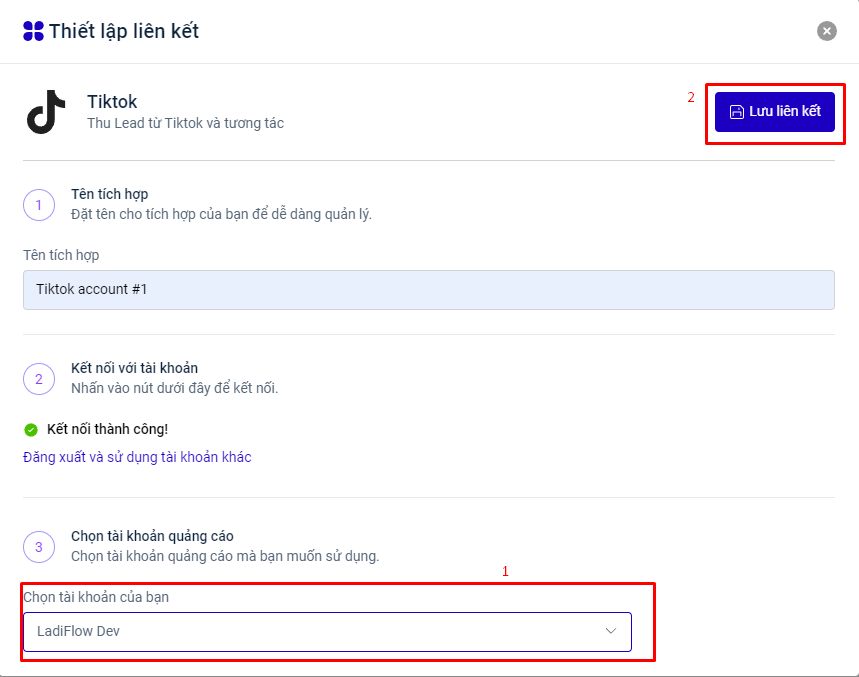 Thiết lập liên kết
Tiktok
Thu Lead từ Tiktok và tương tác
2
Lưu liên kết
1
Tên tích hợp
Đặt tên cho tích hợp của bạn để dễ dàng quản lý.
Tên tích hợp
Tiktok account #1
2
Kết nối với tài khoản
Nhấn vào nút dưới đây để kết nối.
Kết nối thành công!
Đăng xuất và sử dụng tài khoản khác
3
Chọn tài khoản quảng cáo
Chọn tài khoản quảng cáo mà bạn muốn sử dụng.
1
Chọn tài khoản của bạn
LadiFlow Dev